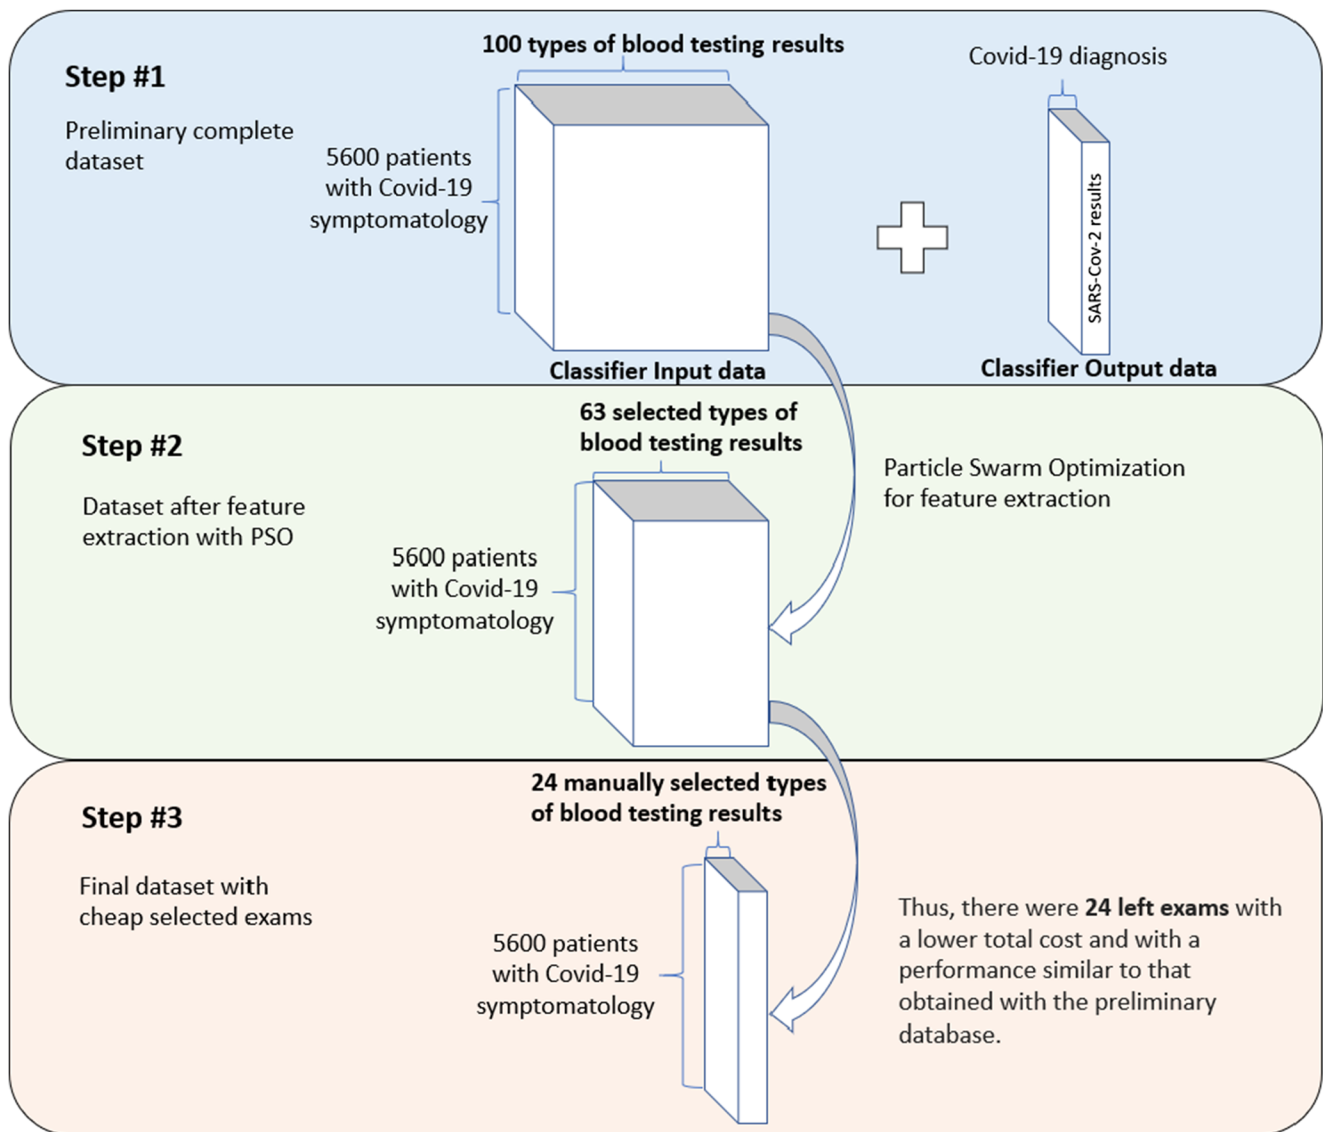 Step #1
Preliminary complete
dataset
100 types of blood testing results
5600 patients
with Covid-19
symptomatology
Classifier Input data
Covid-19 diagnosis
SARS-Cov-2 results
Classifier Output data
Step #2
Dataset after feature
extraction with PSO
63 selected types of
blood testing results
5600 patients
with Covid-19
symptomatology
Particle Swarm Optimization
for feature extraction
Step #3
Final dataset with
cheap selected exams
24 manually selected types
of blood testing results
5600 patients
with Covid-19
symptomatology
Thus, there were 24 left exams with
a lower total cost and with a
performance similar to that
obtained with the preliminary
database.